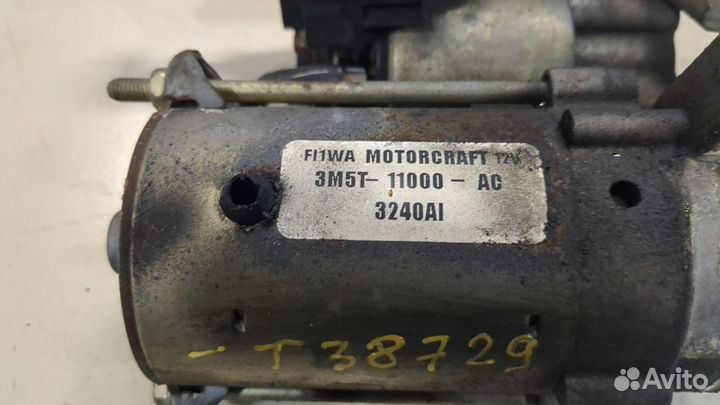 FI1WA MOTORCRAFT 12V
3M5T- 11000 - AC
3240AI
- T 38729
Avito